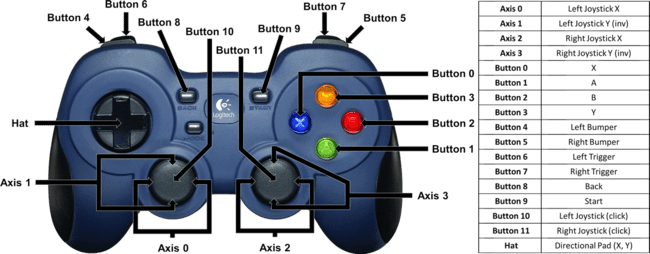 Button 6
Button 10
Button 7
Button 4
Button 8
Button 9
Button 5
Button 11
Button 0
BACK
START
Logitech
Button 3
Hat
X
Y
B
A
Button 2
Button 1
Axis 1
Axis 3
Axis 0
Axis 2
Axis 0 Left Joystick X
Axis 1 Left Joystick Y (inv)
Axis 2 Right Joystick X
Axis 3 Right Joystick Y (inv)
Button 0 X
Button 1 A
Button 2 B
Button 3 Y
Button 4 Left Bumper
Button 5 Right Bumper
Button 6 Left Trigger
Button 7 Right Trigger
Button 8 Back
Button 9 Start
Button 10 Left Joystick (click)
Button 11 Right Joystick (click)
Hat Directional Pad (X, Y)